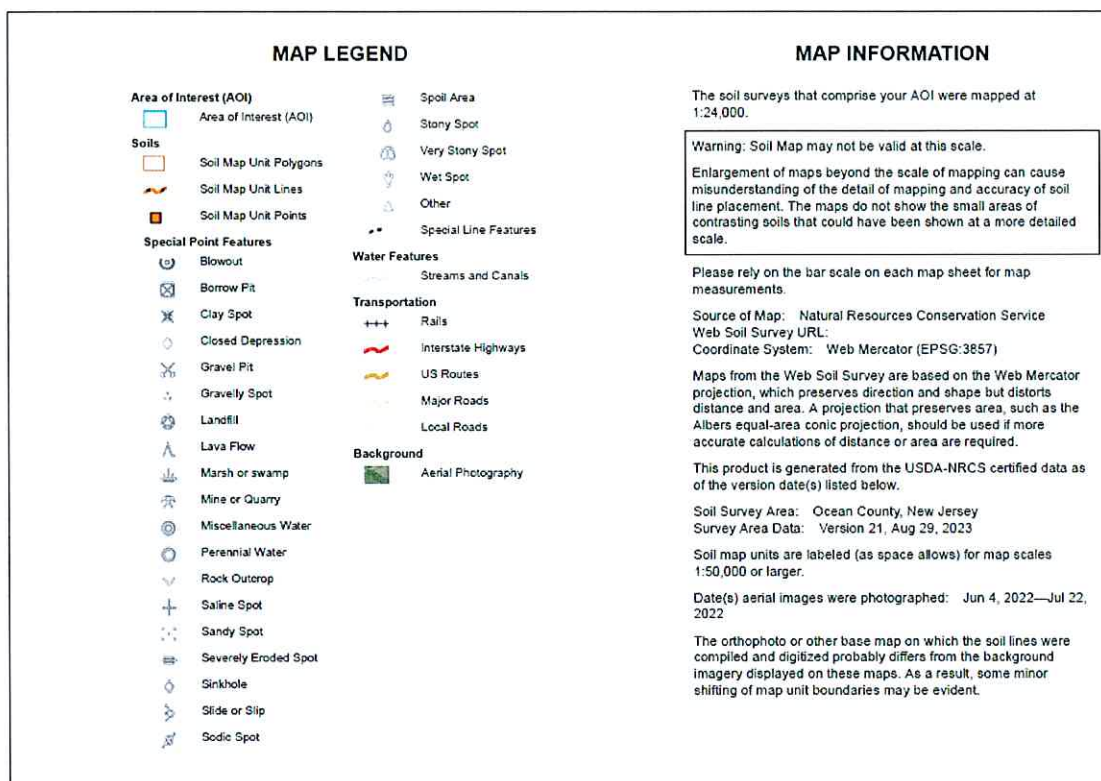 MAP LEGEND
Area of Interest (AOI)
Area of Interest (AOI)
Soils
Soil Map Unit Polygons
Soil Map Unit Lines
Soil Map Unit Points
Special Point Features
Blowout
Borrow Pit
Clay Spot
Closed Depression
Gravel Pit
Gravelly Spot
Landfill
Lava Flow
Marsh or swamp
Mine or Quarry
Miscellaneous Water
Perennial Water
Rock Outcrop
Saline Spot
Sandy Spot
Severely Eroded Spot
Sinkhole
Slide or Slip
Sodic Spot
Spoil Area
Stony Spot
Very Stony Spot
Wet Spot
Other
Special Line Features
Water Features
Streams and Canals
Transportation
Rails
Interstate Highways
US Routes
Major Roads
Local Roads
Background
Aerial Photography
MAP INFORMATION
The soil surveys that comprise your AOI were mapped at
1:24,000.
Warning: Soil Map may not be valid at this scale.
Enlargement of maps beyond the scale of mapping can cause
misunderstanding of the detail of mapping and accuracy of soil
line placement. The maps do not show the small areas of
contrasting soils that could have been shown at a more detailed
scale.
Please rely on the bar scale on each map sheet for map
measurements.
Source of Map: Natural Resources Conservation Service
Web Soil Survey URL:
Coordinate System: Web Mercator (EPSG:3857)
Maps from the Web Soil Survey are based on the Web Mercator
projection, which preserves direction and shape but distorts
distance and area. A projection that preserves area, such as the
Albers equal-area conic projection, should be used if more
accurate calculations of distance or area are required.
This product is generated from the USDA-NRCS certified data as
of the version date(s) listed below.
Soil Survey Area: Ocean County, New Jersey
Survey Area Data: Version 21, Aug 29, 2023
Soil map units are labeled (as space allows) for map scales
1:50,000 or larger.
Date(s) aerial images were photographed: Jun 4, 2022—Jul 22,
2022
The orthophoto or other base map on which the soil lines were
compiled and digitized probably differs from the background
imagery displayed on these maps. As a result, some minor
shifting of map unit boundaries may be evident.